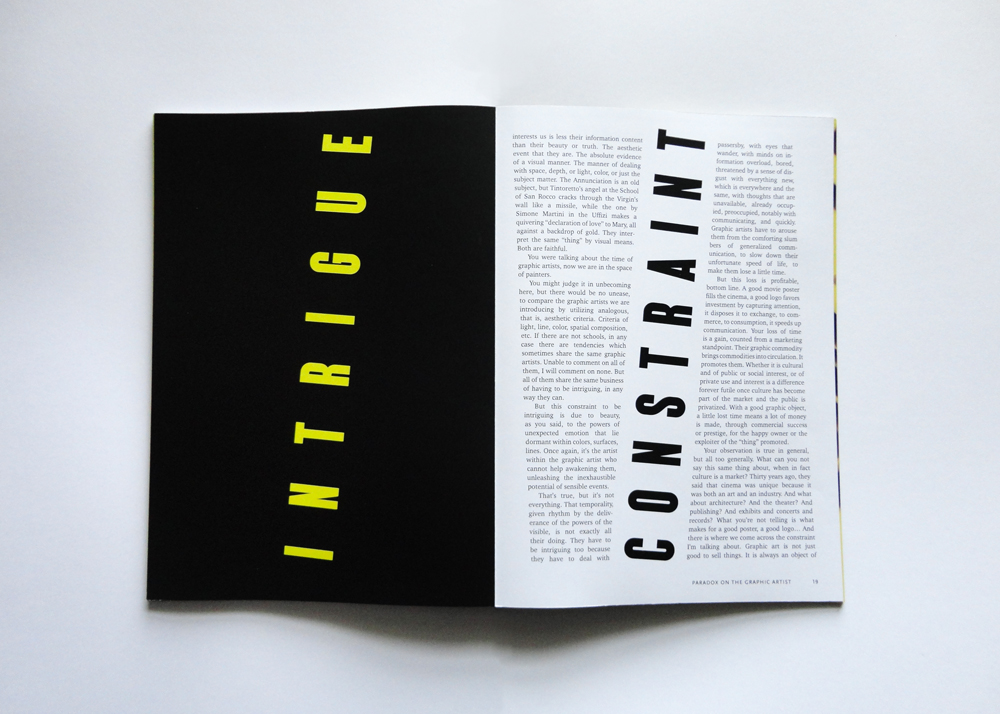 INTRIGUE
interests us is less their information content
than their beauty or truth. The aesthetic
event that they are. The absolute evidence
of a visual manner. The manner of dealing
with space, depth, or light, color, or just the
subject matter. The Annunciation is an old
subject, but Tintoretto's angel at the School
of San Rocco cracks through the Virgin's
wall like a missile, while the one by
Simone Martini in the Uffizi makes a
quivering "declaration of love" to Mary, all
against a backdrop of gold. They inter-
pret the same "thing" by visual means.
Both are faithful.
You were talking about the time of
graphic artists, now we are in the space
of painters.
You might judge it in unbecoming
here, but there would be no unease,
to compare the graphic artists we are
introducing by utilizing analogous,
that is, aesthetic criteria. Criteria of
light, line, color, spatial composition,
etc. If there are not schools, in any
case there are tendencies which
sometimes share the same graphic
artists. Unable to comment on all of
them, I will comment on none. But
all of them share the same business
of having to be intriguing, in any
way they can.
But this constraint to be
intriguing is due to beauty,
as you said, to the powers of
unexpected emotion that lie
dormant within colors, surfaces,
lines. Once again, it's the artist
within the graphic artist who
cannot help awakening them,
unleashing the inexhaustible
potential of sensible events.
That's true, but it's not
everything. That temporality,
given rhythm by the deliv-
erance of the powers of the
visible, is not exactly all
their doing. They have to
be intriguing too because
they have to deal with
CONSTRAINT
passersby, with eyes that
wander, with minds on in-
formation overload, bored,
threatened by a sense of dis-
gust with everything new,
which is everywhere and the
same, with thoughts that are
unavailable, already occup-
ied, preoccupied, notably with
communicating, and quickly.
Graphic artists have to arouse
them from the comforting slum
bers of generalized comm-
unication, to slow down their
unfortunate speed of life, to
make them lose a little time.
But this loss is profitable,
bottom line. A good movie poster
fills the cinema, a good logo favors
investment by capturing attention,
it disposes it to exchange, to com-
merce, to consumption, it speeds up
communication. Your loss of time
is a gain, counted from a marketing
standpoint. Their graphic commodity
brings commodities into circulation. It
promotes them. Whether it is cultural
and of public or social interest, or of
private use and interest is a difference
forever futile once culture has become
part of the market and the public is
privatized. With a good graphic object,
a little lost time means a lot of money
is made, through commercial success
or prestige, for the happy owner or the
exploiter of the "thing" promoted.
Your observation is true in general,
but all too generally. What can you not
say this same thing about, when in fact
culture is a market? Thirty years ago, they
said that cinema was unique because it
was both an art and an industry. And what
about architecture? And the theater? And
publishing? And exhibits and concerts and
records? What you're not telling is what
makes for a good poster, a good logo... And
there is where we come across the constraint
I'm talking about. Graphic art is not just
good to sell things. It is always an object of
PARADOX ON THE GRAPHIC ARTIST 16